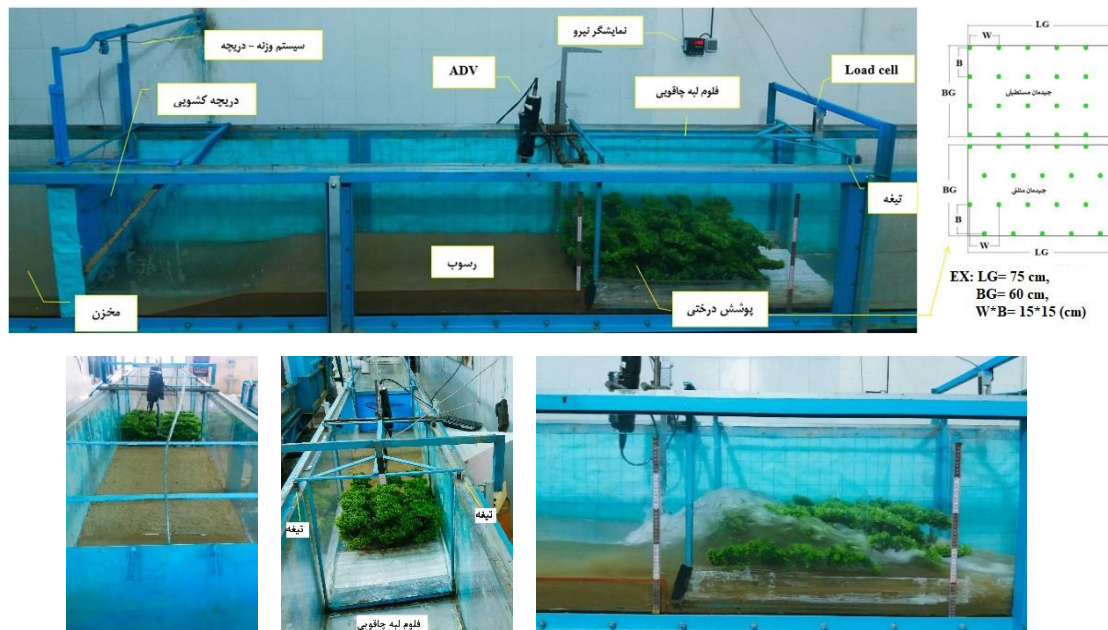 سیستم وزنه - دریچه
دریچه کشویی
مخزن
ADV
رسوب
نمایشگر نیرو
فلوم لبه چاقویی
Load cell
تیغه
پوشش درختی
LG
W
B
BG
چیدمان مستطیلی
BG
چیدمان مثلثی
B
W
LG
EX: LG= 75 cm,
BG= 60 cm,
W*B= 15*15 (cm)
تیغه
تیغه
فلوم لبه چاقویی